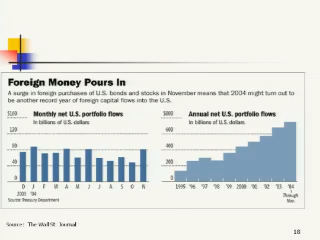 Foreign Money Pours In
A surge in foreign purchases of U.S. bonds and stocks in November means that 2004 might turn out to
be another record year of foreign capital flows into the U.S.
Monthly net U.S. portfolio flows
In billions of U.S. dollars
$160
120
80
40
0
D J F M A M J J A S O N
2003 '04
Source: Treasury Department
Annual net U.S. portfolio flows
In billions of U.S. dollars
$800
600
400
200
0
1995 '96 '97 '98 '99 2000 '01 '02 '03 '04
Through
Nov.
Source: The Wall St. Journal
18